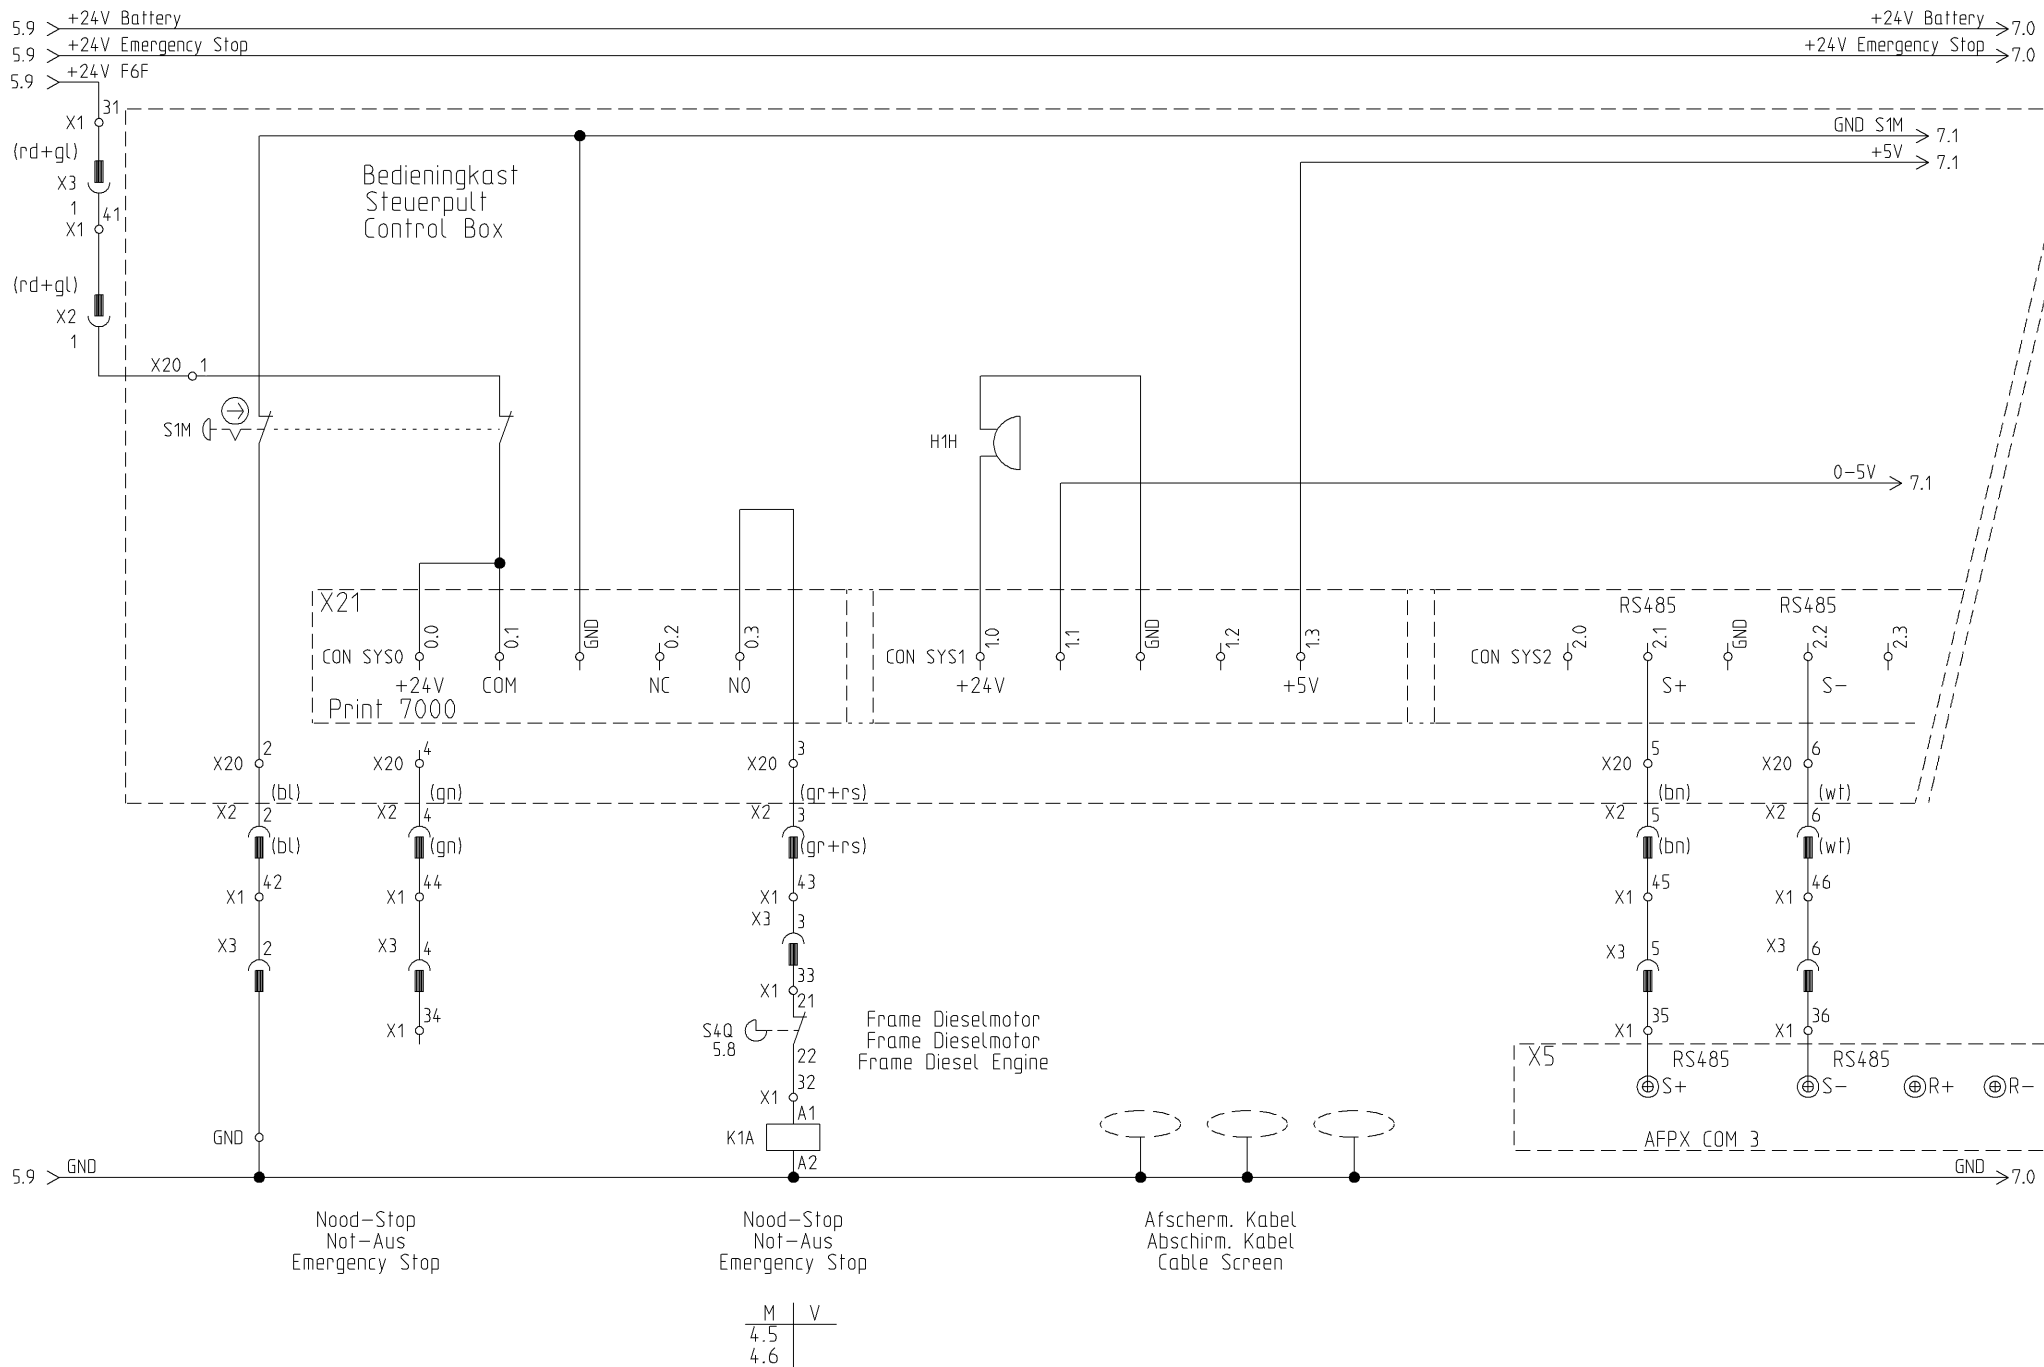 5.9 +24V Battery +24V Battery 7.0
5.9 +24V Emergency Stop +24V Emergency Stop 7.0
5.9 +24V F6F
31
X1
GND S1M 7.1
(rd+gl)
+5V 7.1
X3
1
41
X1
Bedieningkast
Steuerpult
Control Box
(rd+gl)
X2
1
X20 1
S1M
H1H
0-5V 7.1
X21
RS485 RS485
CON SYS0 0.0 0.1 GND 0.2 0.3
CON SYS1 1.0 1.1 GND 1.2 1.3
CON SYS2 2.0 2.1 GND 2.2 2.3
+24V COM NC NO +24V +5V S+ S-
Print 7000
2 4 3 5 6
X20 X20 X20 X20 X20
(bl) (gn) (gr+rs) (bn) (wt)
X2 2 X2 4 X2 3 X2 5 X2 6
(bl) (gn) (gr+rs) (bn) (wt)
42 44 43 45 46
X1 X1 X1 X1 X1
X3 3
X3 2 X3 4 X3 5 X3 6
33
X1
21
34 35 36
X1 X1 X1
S4Q
5.8
22
Frame Dieselmotor
Frame Dieselmotor
Frame Diesel Engine
X5 RS485 RS485
S+ S- R+ R-
32
X1
A1
K1A
A2
GND
AFPX COM 3
5.9 GND GND 7.0
Nood-Stop
Not-Aus
Emergency Stop
Nood-Stop
Not-Aus
Emergency Stop
Afscherm. Kabel
Abschirm. Kabel
Cable Screen
M V
4.5
4.6